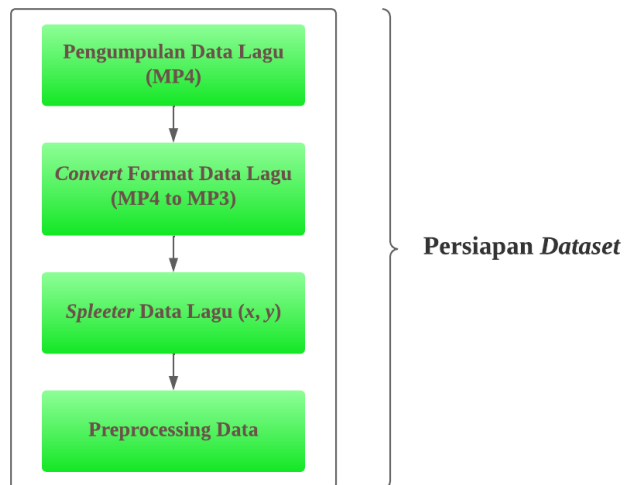 Pengumpulan Data Lagu
(MP4)
Convert Format Data Lagu
(MP4 to MP3)
Spleeter Data Lagu (x, y)
Preprocessing Data
Persiapan Dataset